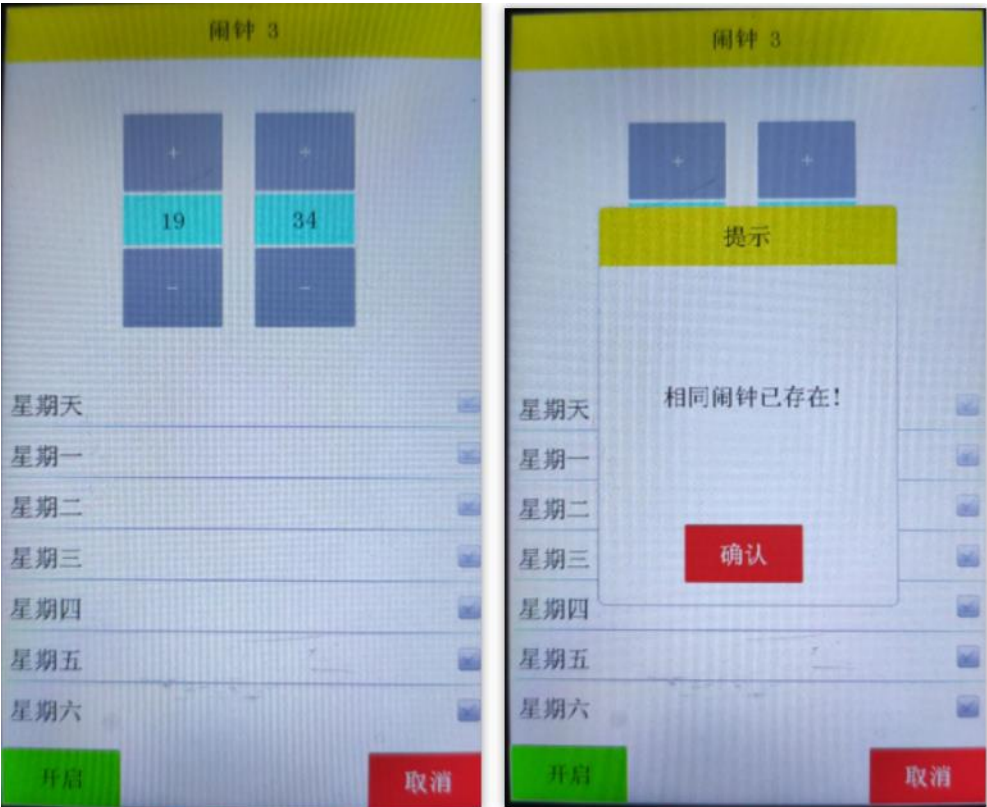 闹钟 3
+ +
19 34
- -
星期天
星期一
星期二
星期三
星期四
星期五
星期六
开启 取消
闹钟 3
+ +
提示
相同闹钟已存在!
确认
星期天
星期一
星期二
星期三
星期四
星期五
星期六
开启 取消